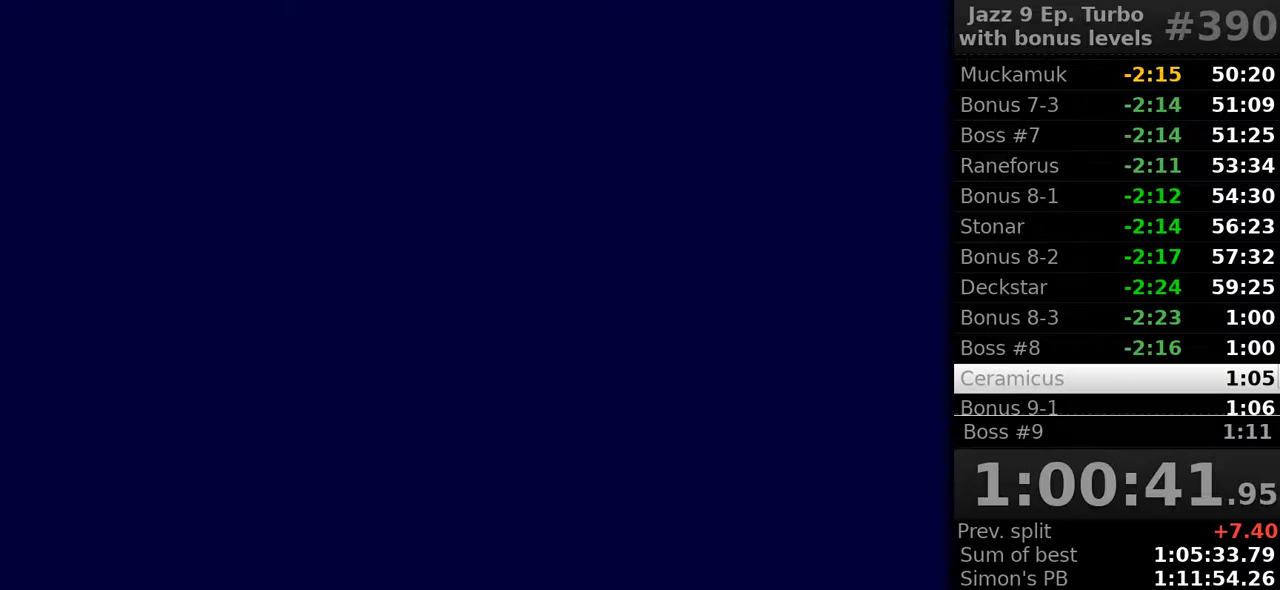 Jazz 9 Ep. Turbo
with bonus levels #390
Muckamuk -2:15 50:20
Bonus 7-3 -2:14 51:09
Boss #7 -2:14 51:25
Raneforus -2:11 53:34
Bonus 8-1 -2:12 54:30
Stonar -2:14 56:23
Bonus 8-2 -2:17 57:32
Deckstar -2:24 59:25
Bonus 8-3 -2:23 1:00
Boss #8 -2:16 1:00
Ceramicus 1:05
Bonus 9-1 1:06
Boss #9 1:11
1:00:41.95
Prev. split +7.40
Sum of best 1:05:33.79
Simon's PB 1:11:54.26